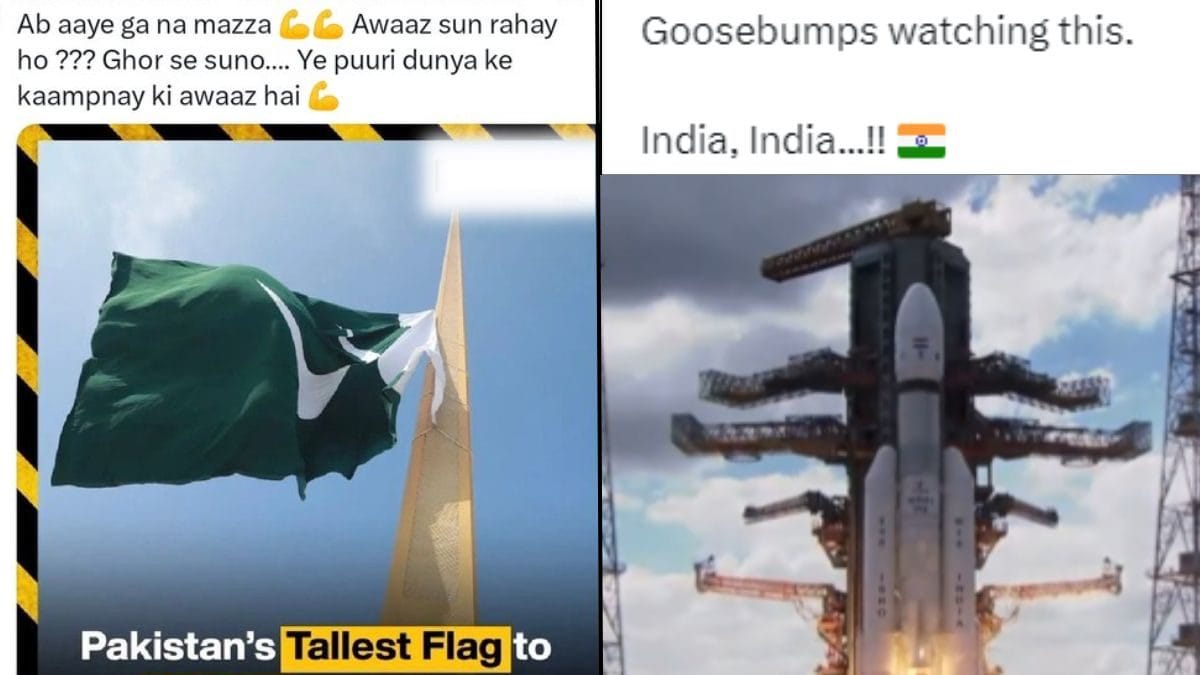 Ab aaye ga na mazza 💪💪 Awaaz sun rahay
ho ??? Ghor se suno.... Ye puuri dunya ke
kaampnay ki awaaz hai 💪
Pakistan's Tallest Flag to
Goosebumps watching this.
India, India...!! 🇮🇳